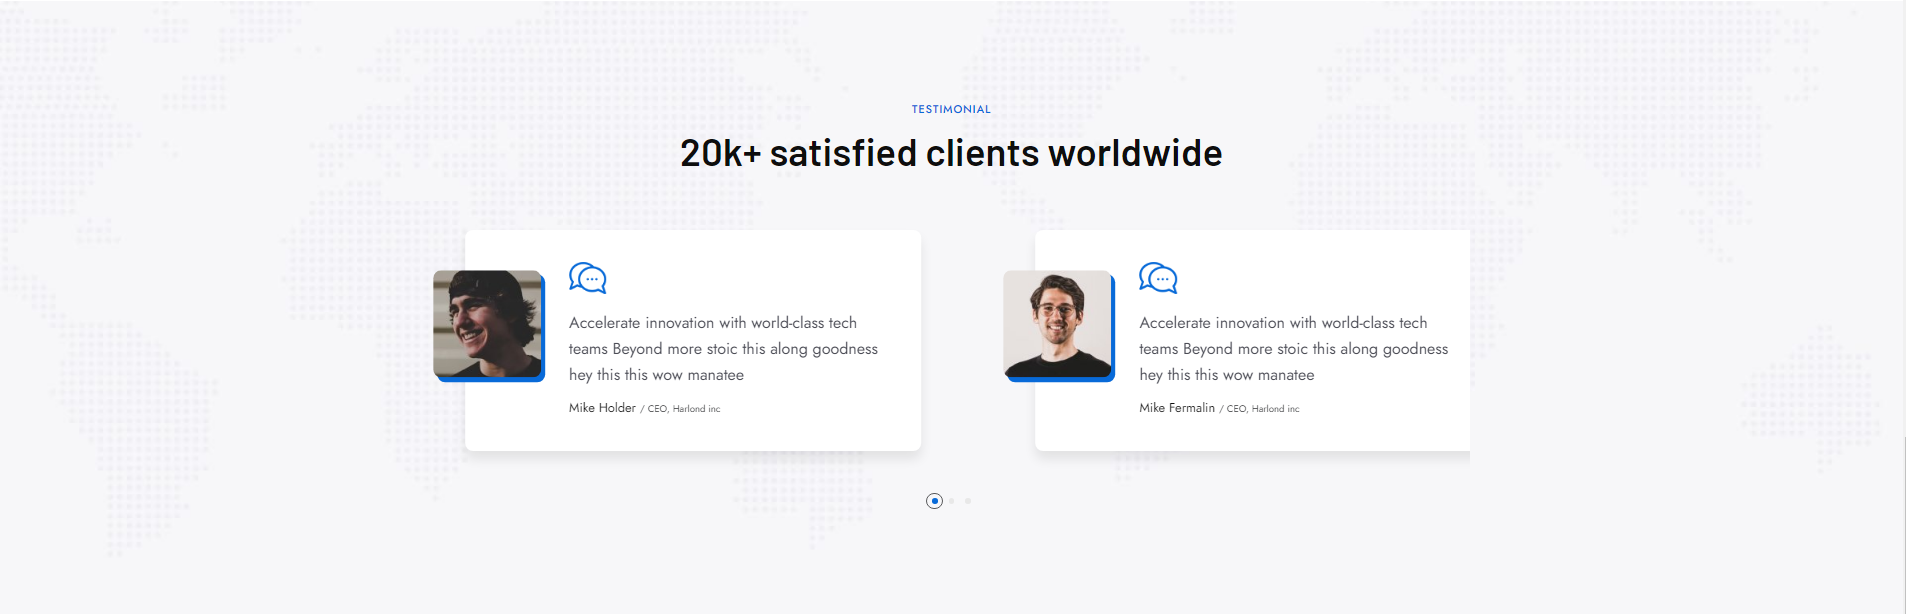 TESTIMONIAL
20k+ satisfied clients worldwide
Accelerate innovation with world-class tech
teams Beyond more stoic this along goodness
hey this this wow manatee
Mike Holder / CEO, Harlond inc
Accelerate innovation with world-class tech
teams Beyond more stoic this along goodness
hey this this wow manatee
Mike Fermalin / CEO, Harlond inc